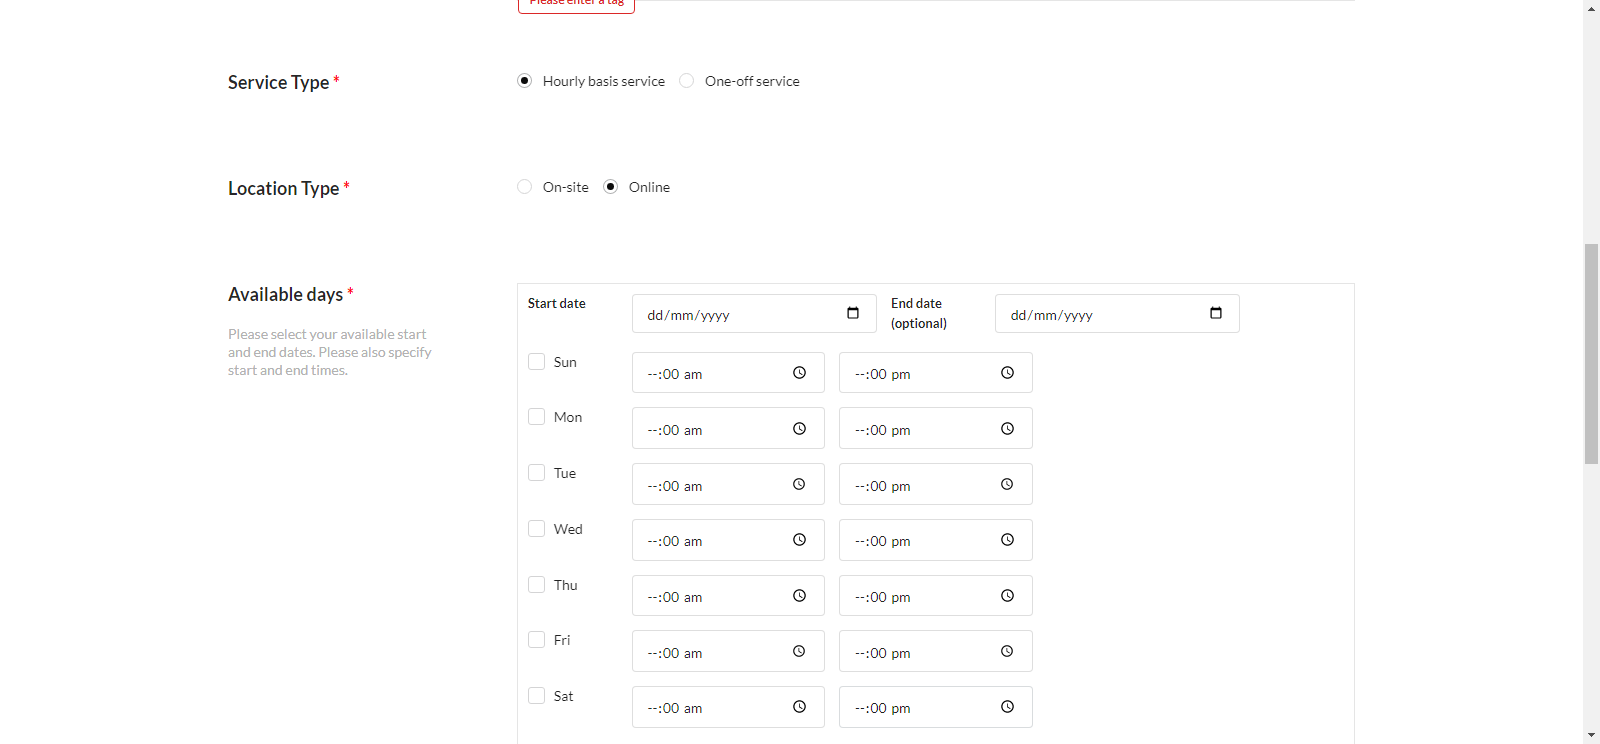 Please enter a tag
Service Type *
Hourly basis service
One-off service
Location Type *
On-site
Online
Available days *
Please select your available start
and end dates. Please also specify
start and end times.
Start date
dd/mm/yyyy
End date
(optional)
dd/mm/yyyy
Sun
--:00 am
--:00 pm
Mon
--:00 am
--:00 pm
Tue
--:00 am
--:00 pm
Wed
--:00 am
--:00 pm
Thu
--:00 am
--:00 pm
Fri
--:00 am
--:00 pm
Sat
--:00 am
--:00 pm